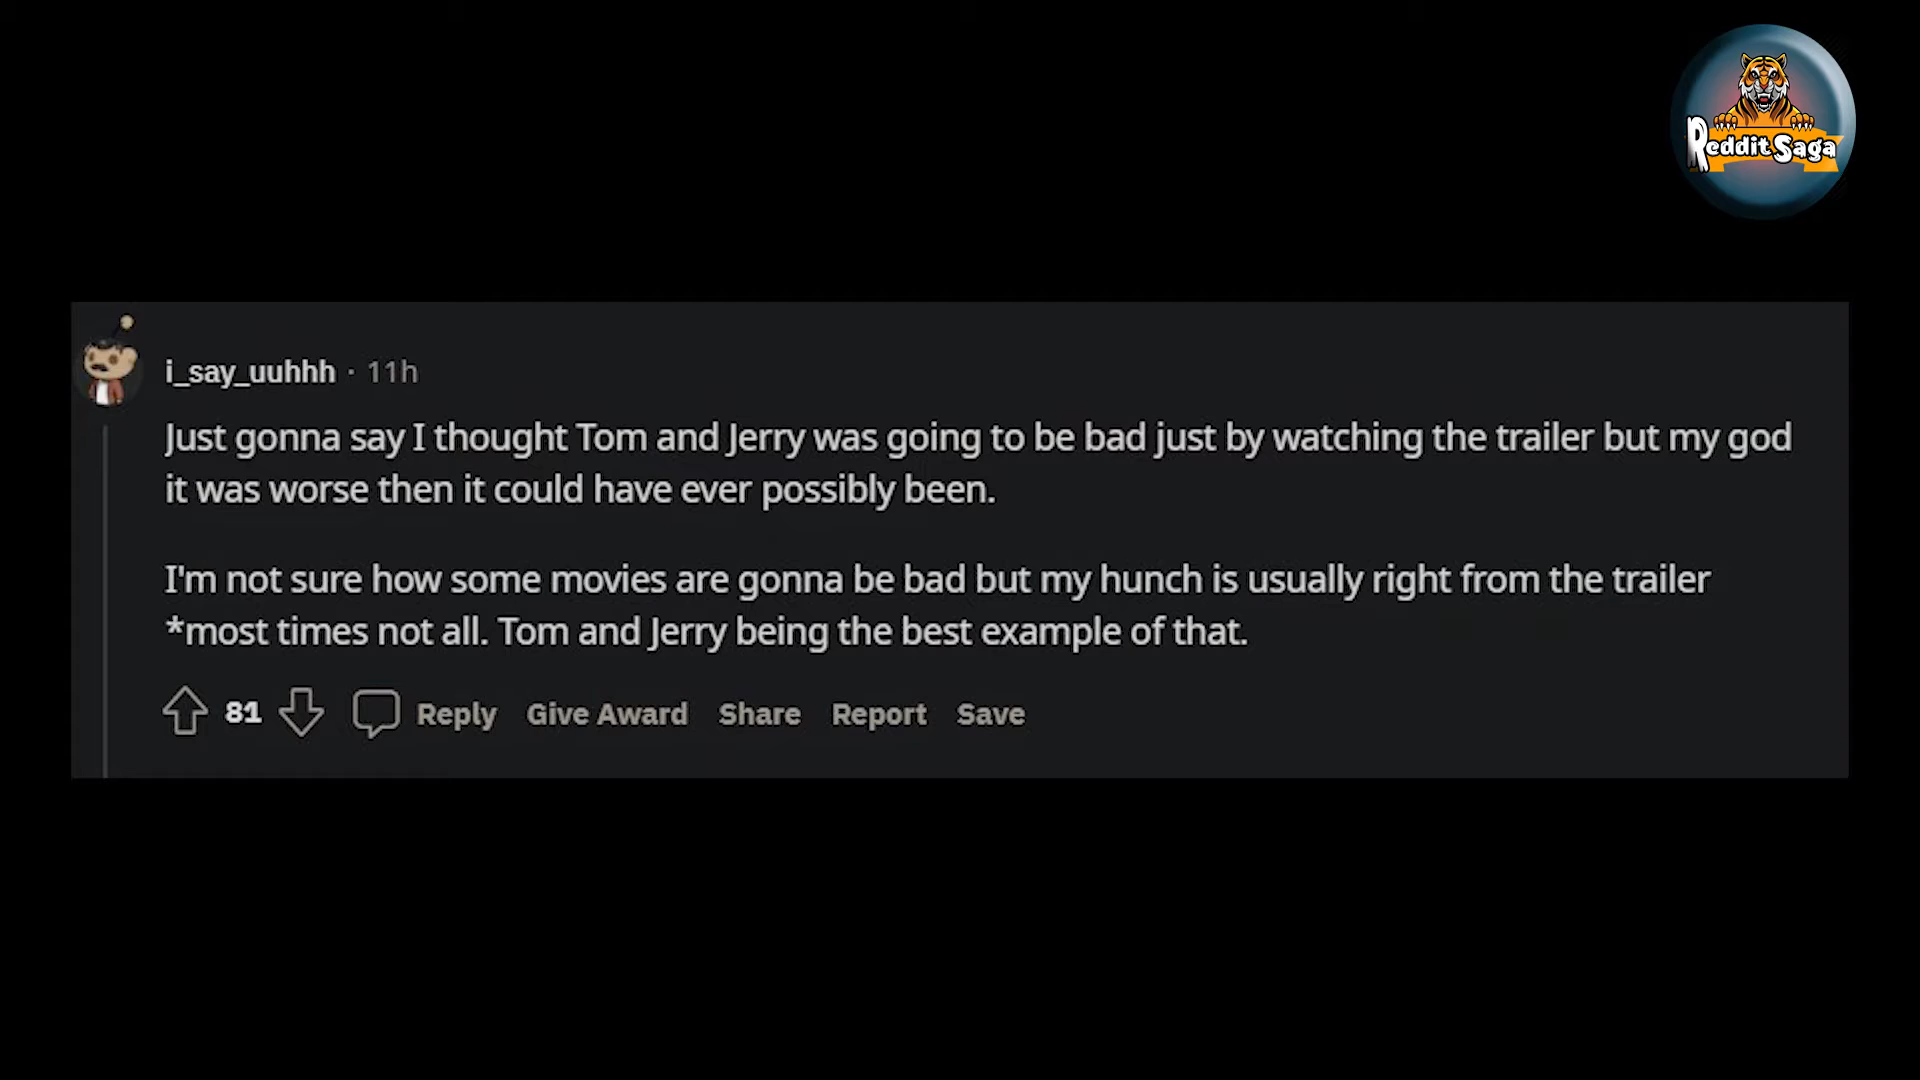 Reddit Saga
i_say_uuhhh · 11h
Just gonna say I thought Tom and Jerry was going to be bad just by watching the trailer but my god
it was worse then it could have ever possibly been.
I'm not sure how some movies are gonna be bad but my hunch is usually right from the trailer
*most times not all. Tom and Jerry being the best example of that.
81 Reply Give Award Share Report Save